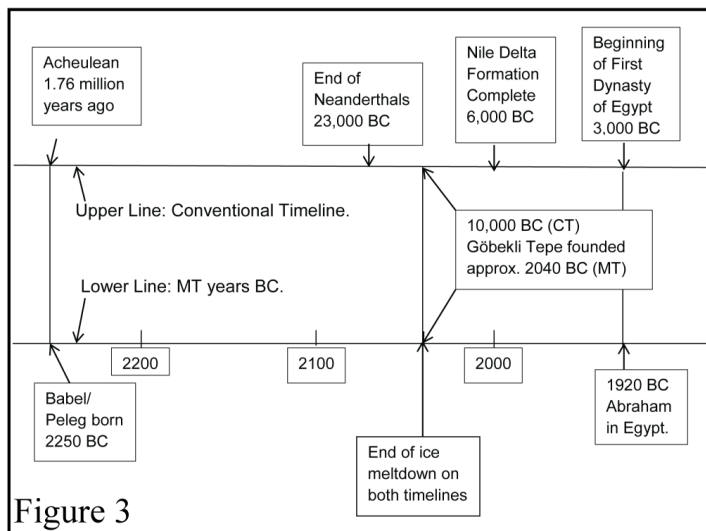 Acheulean
1.76 million
years ago
End of
Neanderthals
23,000 BC
Nile Delta
Formation
Complete
6,000 BC
Beginning
of First
Dynasty
of Egypt
3,000 BC
Upper Line: Conventional Timeline.
10,000 BC (CT)
Göbekli Tepe founded
approx. 2040 BC (MT)
Lower Line: MT years BC.
2200
2100
2000
Babel/
Peleg born
2250 BC
End of ice
meltdown on
both timelines
1920 BC
Abraham
in Egypt.
Figure 3